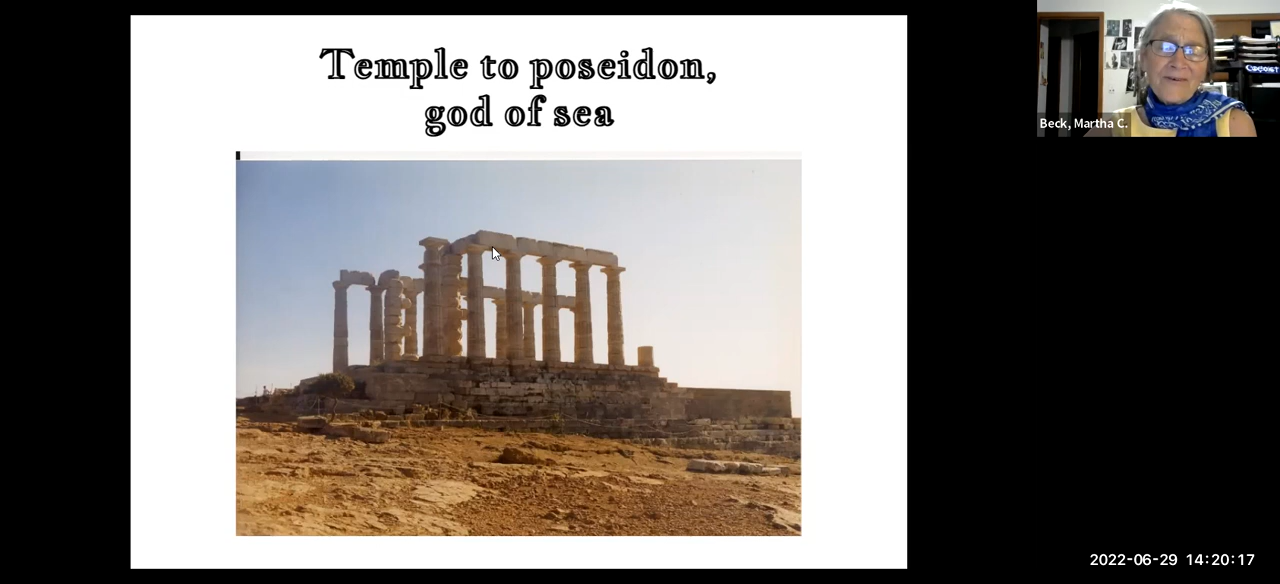 Temple to poseidon,
god of sea
Beck, Martha C.
2022-06-29 14:20:17